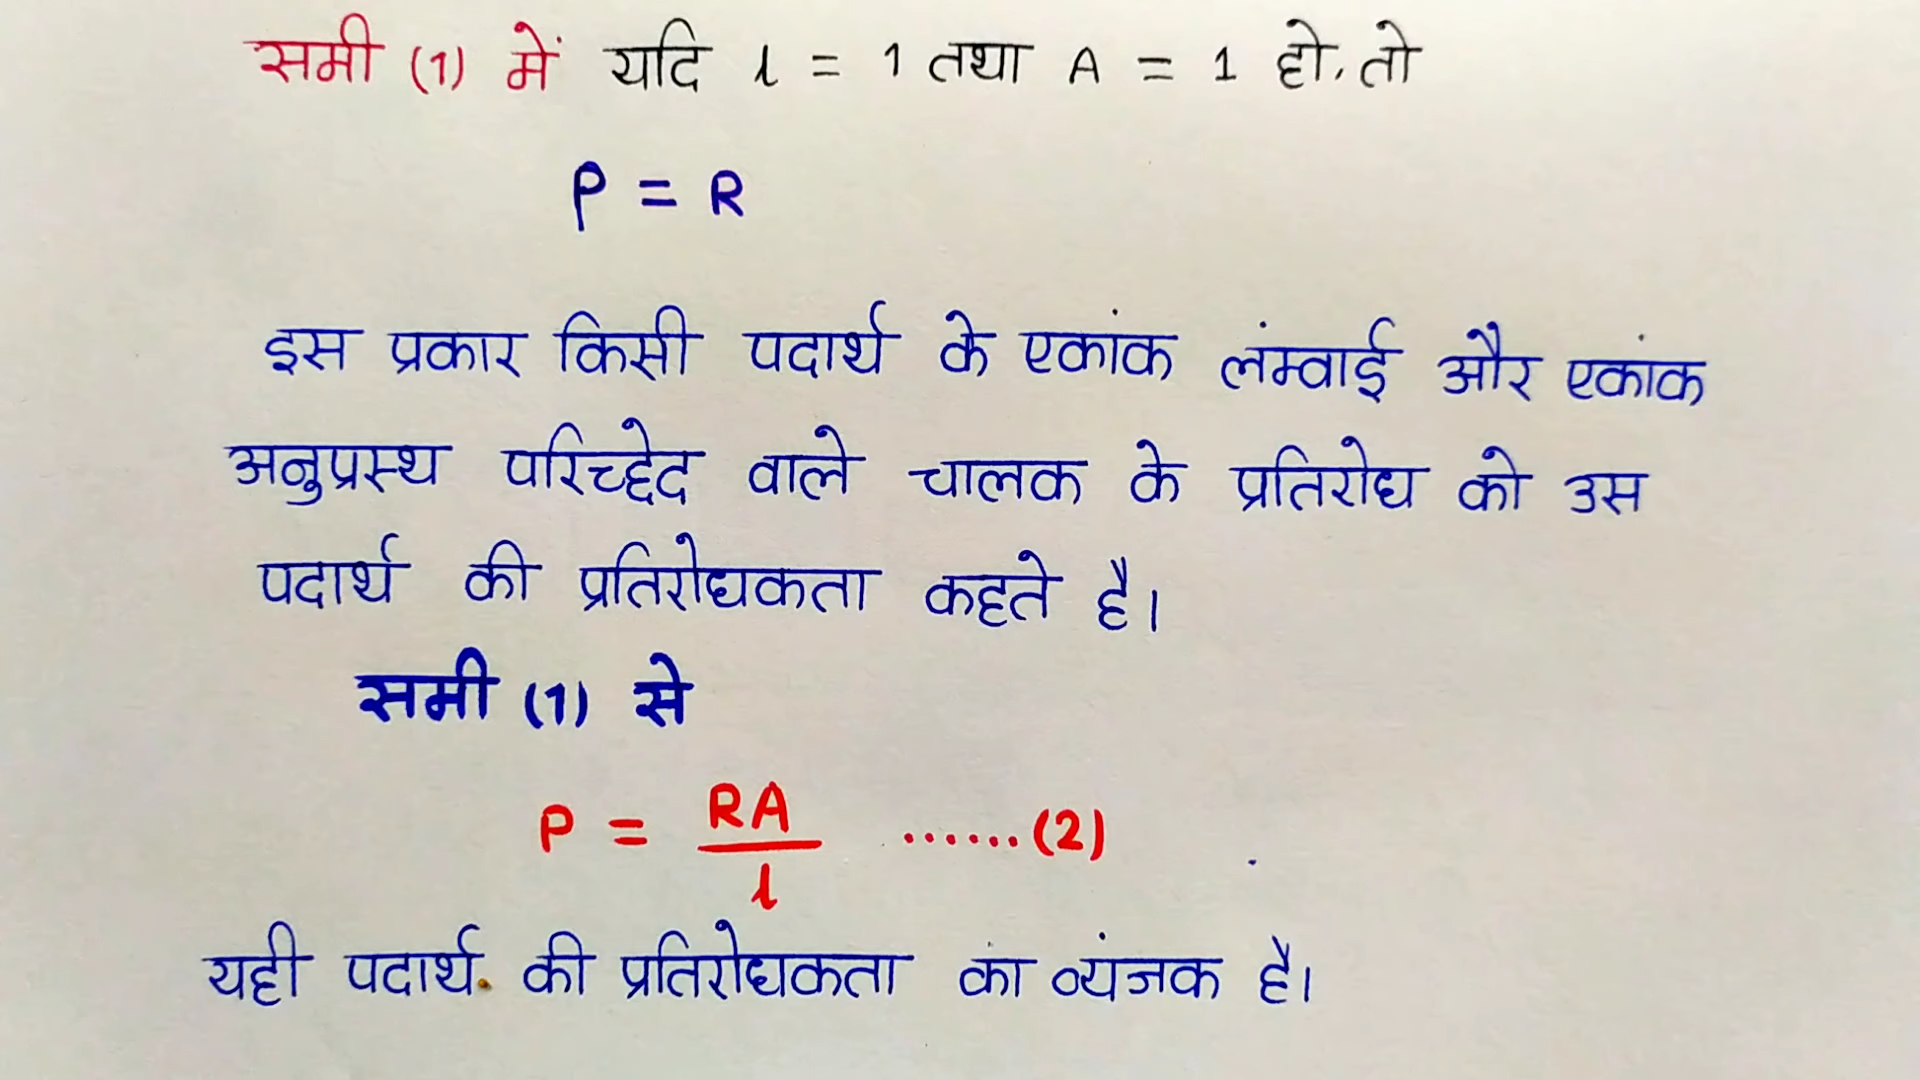 समी (1) में यदि l = 1 तथा A = 1 हो, तो
ρ = R
इस प्रकार किसी पदार्थ के एकांक लंम्वाई और एकांक
अनुप्रस्थ परिच्छेद वाले चालक के प्रतिरोध को उस
पदार्थ की प्रतिरोधकता कहते है।
समी (1) से
ρ = RA / l ......(2)
यही पदार्थ की प्रतिरोधकता का व्यंजक है।